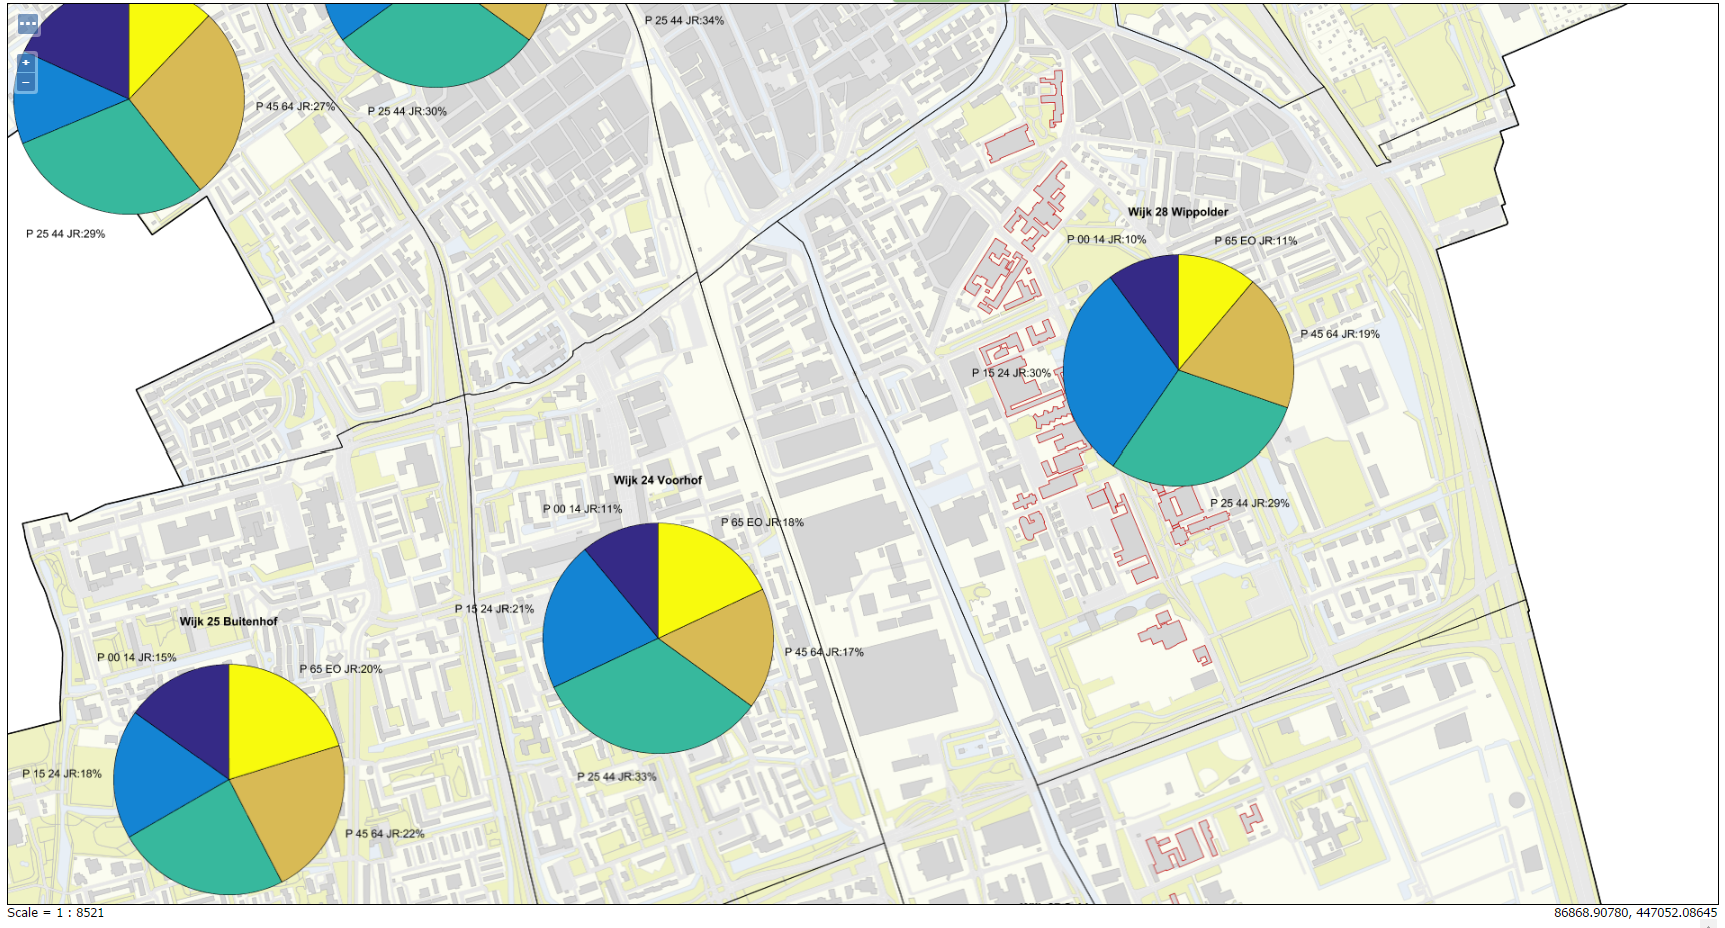 P 25 44 JR:34%
P 45 64 JR:27%
P 25 44 JR:30%
P 25 44 JR:29%
Wijk 28 Wippolder
P 00 14 JR:10%
P 65 EO JR:11%
P 45 64 JR:19%
P 15 24 JR:30%
P 25 44 JR:29%
Wijk 24 Voorhof
P 00 14 JR:11%
P 65 EO JR:18%
P 15 24 JR:21%
P 45 64 JR:17%
P 25 44 JR:33%
Wijk 25 Buitenhof
P 00 14 JR:15%
P 65 EO JR:20%
P 15 24 JR:18%
P 45 64 JR:22%
Scale = 1 : 8521
86868.90780, 447052.08645